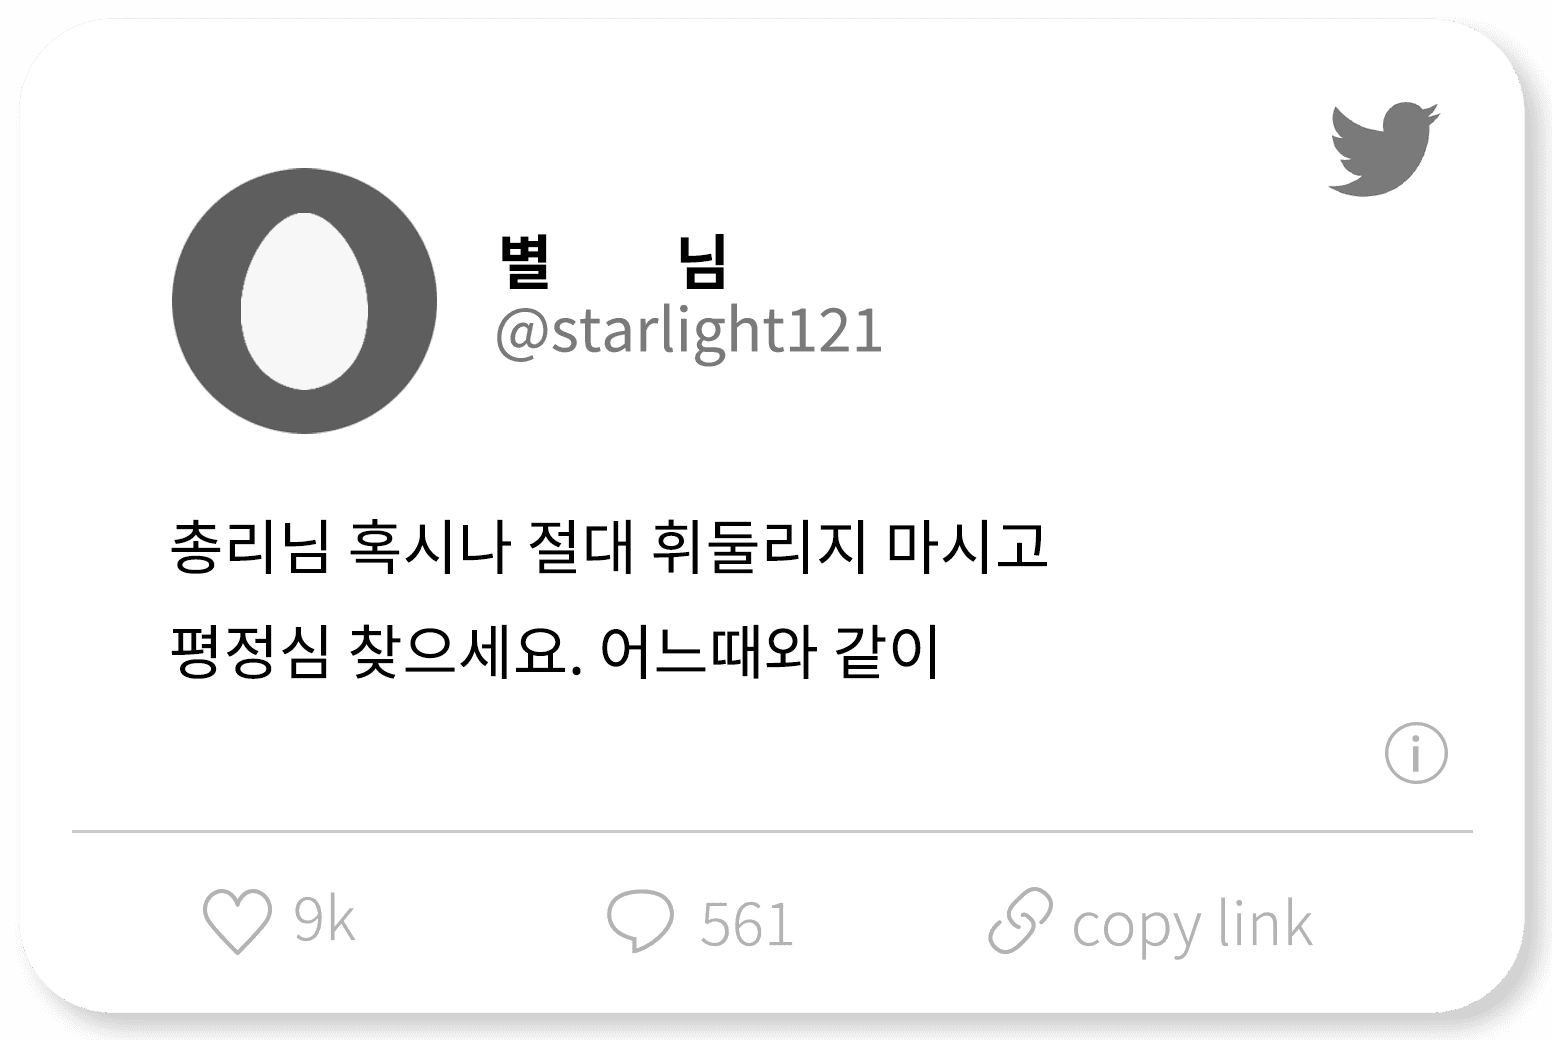 별 님
@starlight121
총리님 혹시나 절대 휘둘리지 마시고
평정심 찾으세요. 어느때와 같이
9k
561
copy link